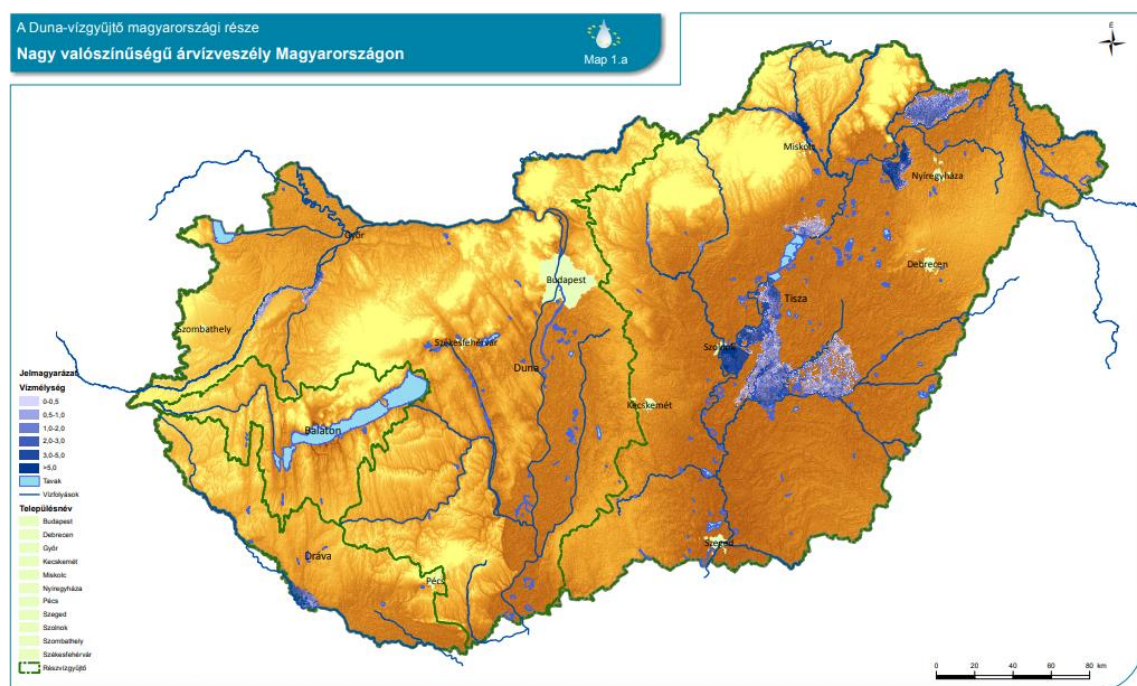 A Duna-vízgyűjtő magyarországi része
Nagy valószínűségű árvízveszély Magyarországon
Map 1.a
É
Miskolc
Nyíregyháza
Győr
Budapest
Debrecen
Tisza
Szombathely
Székesfehérvár
Szolnok
Duna
Kecskemét
Balaton
Szeged
Dráva
Pécs
Jelmagyarázat
Vízmélység
0-0,5
0,5-1,0
1,0-2,0
2,0-3,0
3,0-5,0
>5,0
Tavak
Vízfolyások
Településnév
Budapest
Debrecen
Győr
Kecskemét
Miskolc
Nyíregyháza
Pécs
Szeged
Szolnok
Szombathely
Székesfehérvár
Részvízgyűjtő
0 20 40 60 80 km